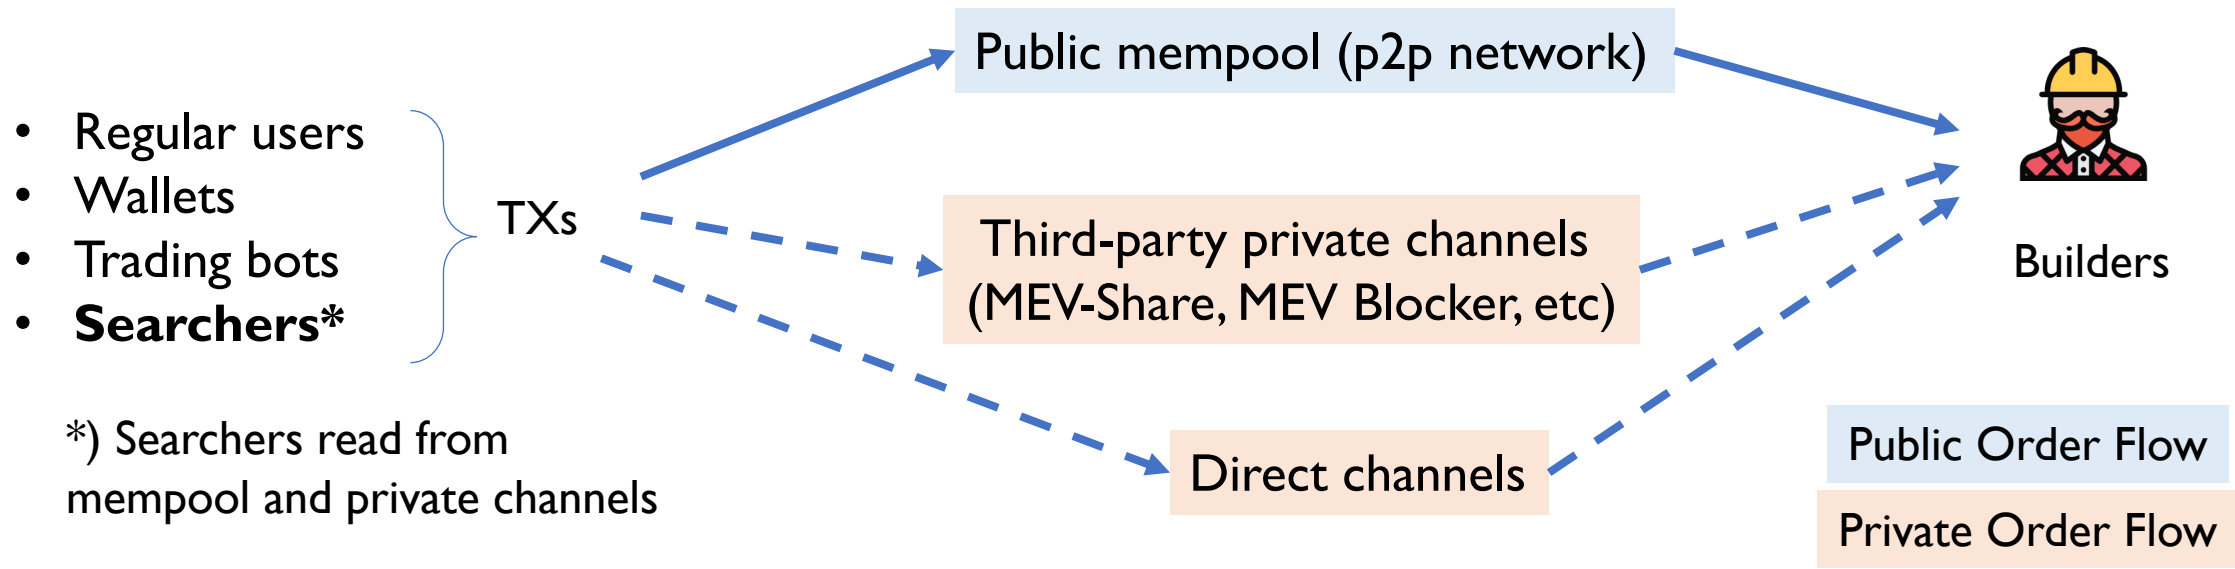 • Regular users
• Wallets
• Trading bots
• Searchers*
*) Searchers read from
mempool and private channels
TXs
Public mempool (p2p network)
Third-party private channels
(MEV-Share, MEV Blocker, etc)
Direct channels
Builders
Public Order Flow
Private Order Flow